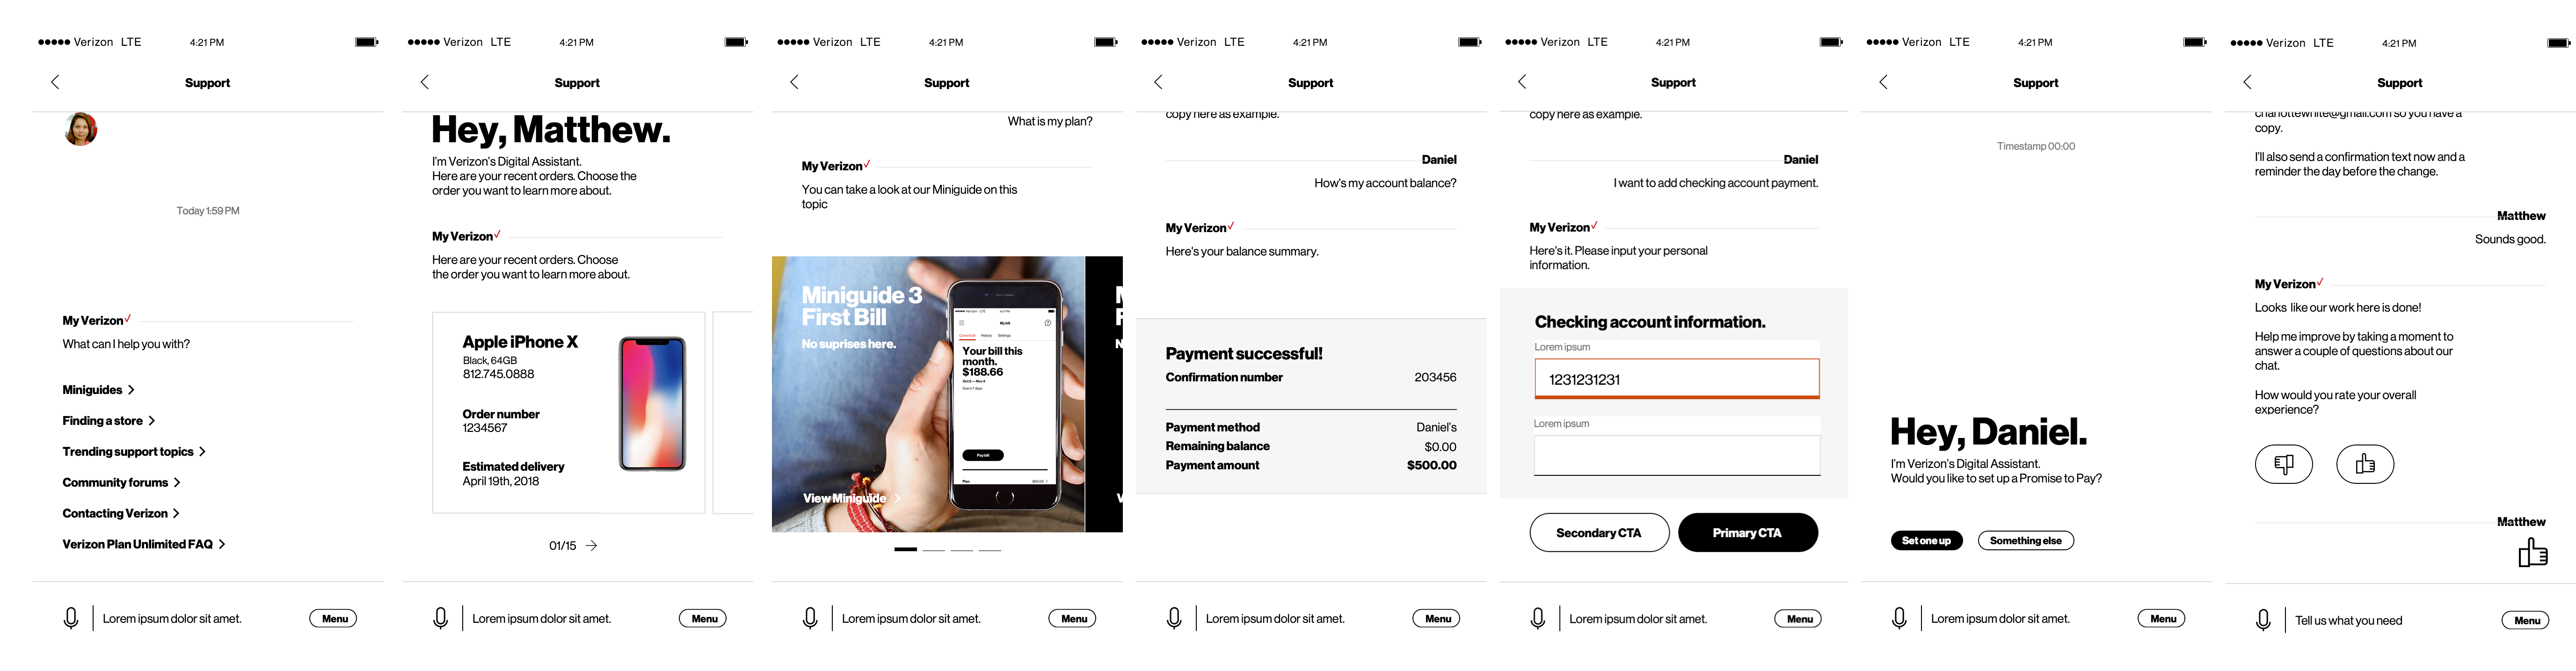 Verizon LTE 4:21 PM
Support
Today 1:59 PM
My Verizon
What can I help you with?
Miniguides
Finding a store
Trending support topics
Community forums
Contacting Verizon
Verizon Plan Unlimited FAQ
Lorem ipsum dolor sit amet. Menu
Verizon LTE 4:21 PM
Support
Hey, Matthew.
I'm Verizon's Digital Assistant.
Here are your recent orders. Choose the
order you want to learn more about.
My Verizon
Here are your recent orders. Choose
the order you want to learn more about.
Apple iPhone X
Black, 64GB
812.745.0888
Order number
1234567
Estimated delivery
April 19th, 2018
01/15
Lorem ipsum dolor sit amet. Menu
Verizon LTE 4:21 PM
Support
What is my plan?
My Verizon
You can take a look at our Miniguide on this
topic
Miniguide 3
First Bill
No suprises here.
My bill
Current bill History Settings
Your bill this
month.
$188.66
Pay bill
Plan
View Miniguide
Lorem ipsum dolor sit amet. Menu
Verizon LTE 4:21 PM
Support
copy here as example.
Daniel
How's my account balance?
My Verizon
Here's your balance summary.
Payment successful!
Confirmation number 203456
Payment method Daniel's
Remaining balance $0.00
Payment amount $500.00
Lorem ipsum dolor sit amet. Menu
Verizon LTE 4:21 PM
Support
copy here as example.
Daniel
I want to add checking account payment.
My Verizon
Here's it. Please input your personal
information.
Checking account information.
Lorem ipsum
1231231231
Lorem ipsum
Secondary CTA Primary CTA
Lorem ipsum dolor sit amet. Menu
Verizon LTE 4:21 PM
Support
Timestamp 00:00
Hey, Daniel.
I'm Verizon's Digital Assistant.
Would you like to set up a Promise to Pay?
Set one up Something else
Lorem ipsum dolor sit amet. Menu
Verizon LTE 4:21 PM
Support
charlottewhite@gmail.com so you have a
copy.
I'll also send a confirmation text now and a
reminder the day before the change.
Matthew
Sounds good.
My Verizon
Looks like our work here is done!
Help me improve by taking a moment to
answer a couple of questions about our
chat.
How would you rate your overall
experience?
Matthew
Tell us what you need Menu